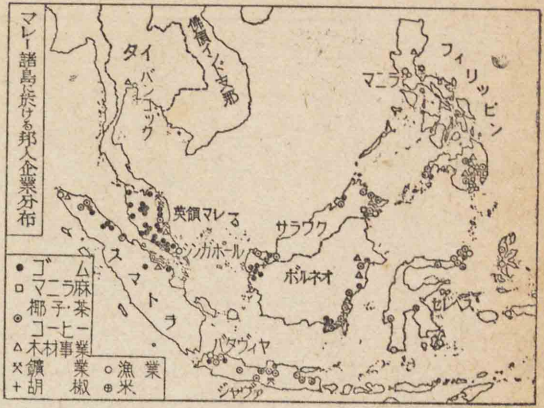 マレー諸島に於ける邦人企業分布
タイ
バンコック
佛領インド支那
フィリッピン
マニラ
英領マレー
シンガポール
サラワク
ボルネオ
スマトラ
セレベス
バタヴィヤ
ジャヴァ
● ゴム
□ マニラ麻
椰子・茶
◎ コーヒー
△ 木材事業
鑛業
+ 胡椒
○ 漁業
⊕ 米